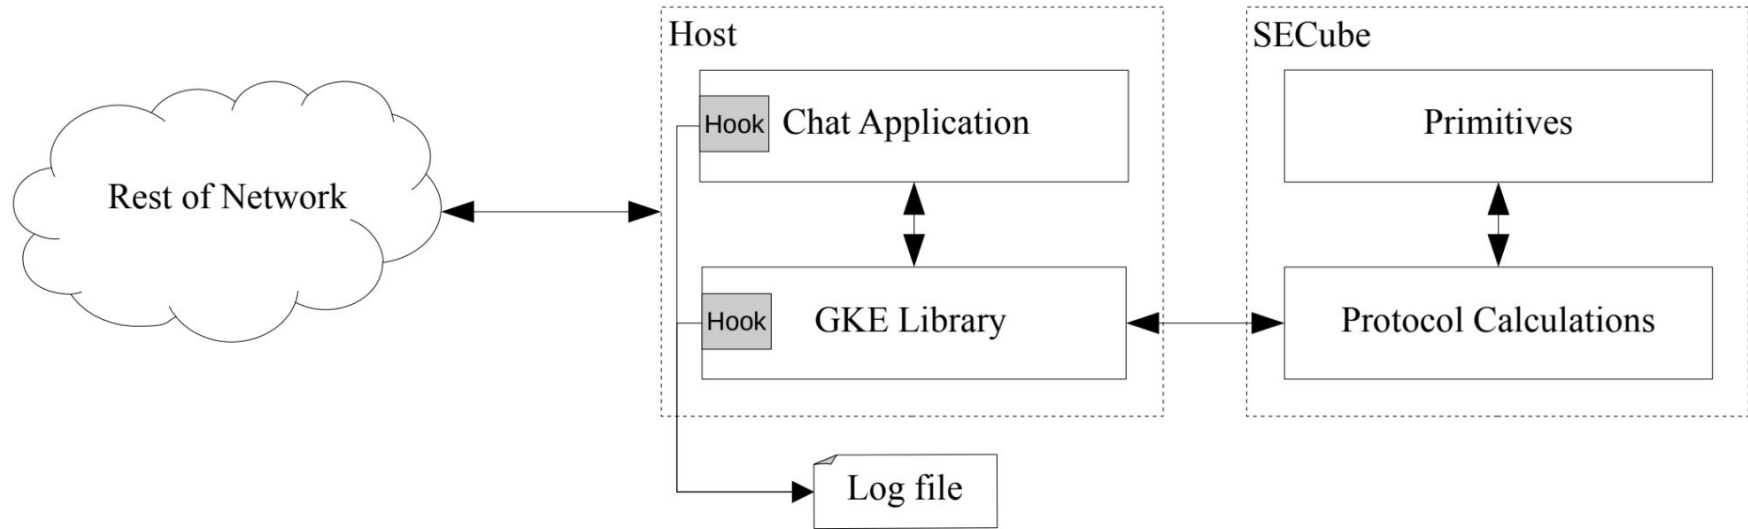 Host
SECube
Hook
Chat Application
Primitives
Rest of Network
Hook
GKE Library
Protocol Calculations
Log file